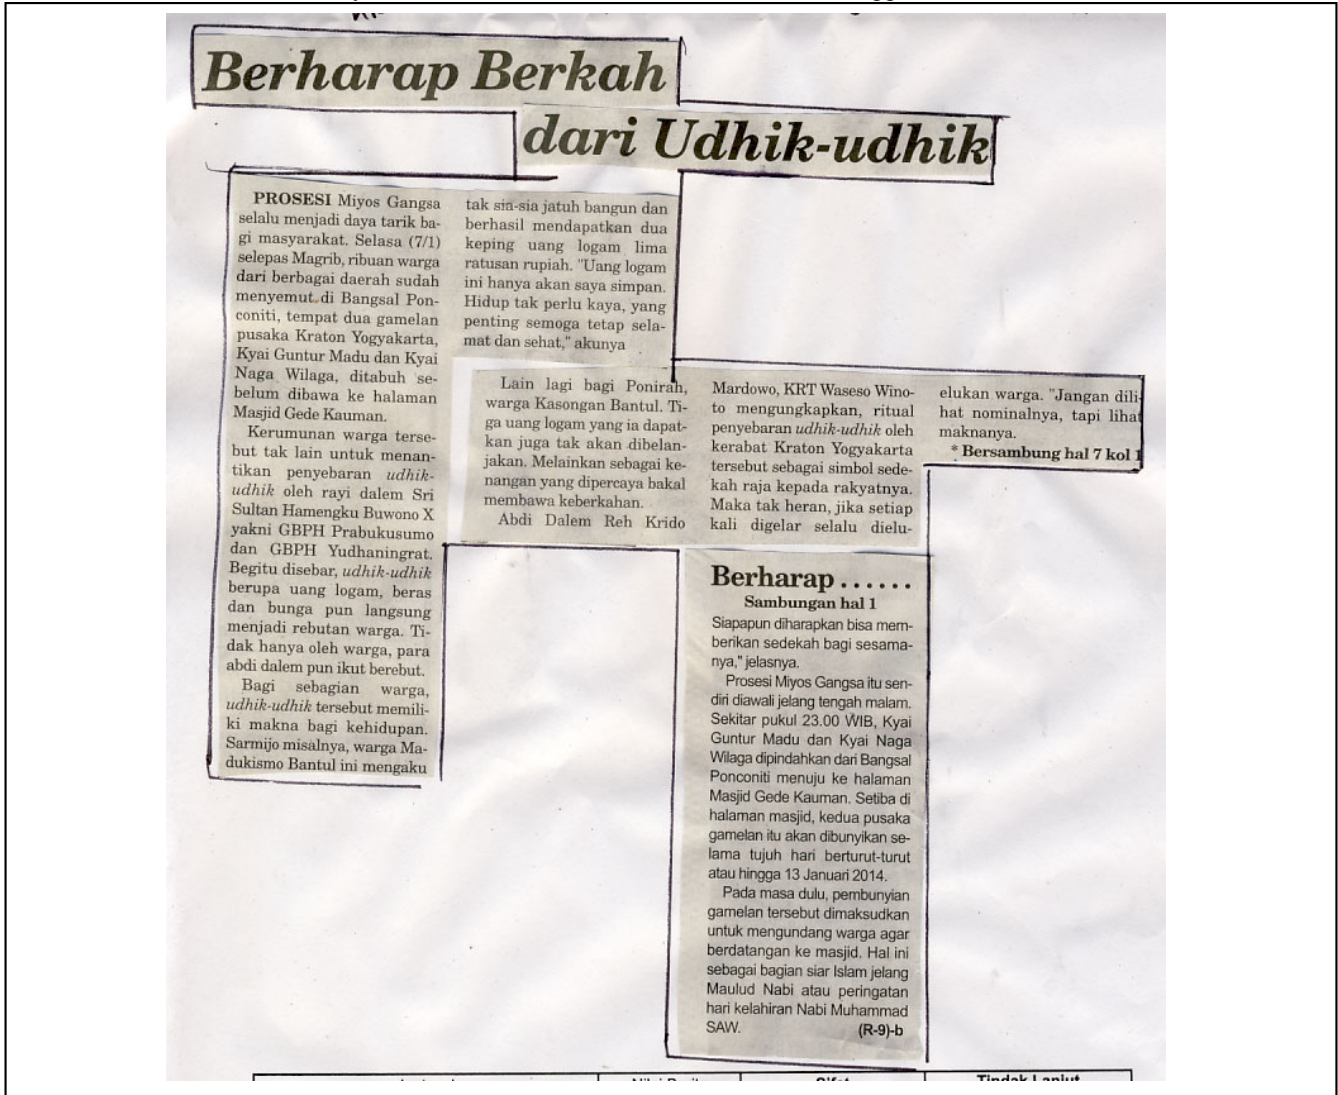 Berharap Berkah
dari Udhik-udhik
PROSESI Miyos Gangsa
selalu menjadi daya tarik ba-
gi masyarakat. Selasa (7/1)
selepas Magrib, ribuan warga
dari berbagai daerah sudah
menyemut di Bangsal Pon-
coniti, tempat dua gamelan
pusaka Kraton Yogyakarta,
Kyai Guntur Madu dan Kyai
Naga Wilaga, ditabuh se-
belum dibawa ke halaman
Masjid Gede Kauman.
Kerumunan warga terse-
but tak lain untuk menan-
tikan penyebaran udhik-
udhik oleh rayi dalem Sri
Sultan Hamengku Buwono X
yakni GBPH Prabukusumo
dan GBPH Yudhaningrat.
Begitu disebar, udhik-udhik
berupa uang logam, beras
dan bunga pun langsung
menjadi rebutan warga. Ti-
dak hanya oleh warga, para
abdi dalem pun ikut berebut.
Bagi sebagian warga,
udhik-udhik tersebut memili-
ki makna bagi kehidupan.
Sarmijo misalnya, warga Ma-
dukismo Bantul ini mengaku
tak sia-sia jatuh bangun dan
berhasil mendapatkan dua
keping uang logam lima
ratusan rupiah. "Uang logam
ini hanya akan saya simpan.
Hidup tak perlu kaya, yang
penting semoga tetap sela-
mat dan sehat," akunya
Lain lagi bagi Ponirah,
warga Kasongan Bantul. Ti-
ga uang logam yang ia dapat-
kan juga tak akan dibelan-
jakan. Melainkan sebagai ke-
nangan yang dipercaya bakal
membawa keberkahan.
Abdi Dalem Reh Krido
Mardowo, KRT Waseso Wino-
to mengungkapkan, ritual
penyebaran udhik-udhik oleh
kerabat Kraton Yogyakarta
tersebut sebagai simbol sede-
kah raja kepada rakyatnya.
Maka tak heran, jika setiap
kali digelar selalu dielu-
elukan warga. "Jangan dili-
hat nominalnya, tapi lihat
maknanya.
* Bersambung hal 7 kol 1
Berharap . . . . . .
Sambungan hal 1
Siapapun diharapkan bisa mem-
berikan sedekah bagi sesama-
nya," jelasnya.
Prosesi Miyos Gangsa itu sen-
diri diawali jelang tengah malam.
Sekitar pukul 23.00 WIB, Kyai
Guntur Madu dan Kyai Naga
Wilaga dipindahkan dari Bangsal
Ponconiti menuju ke halaman
Masjid Gede Kauman. Setiba di
halaman masjid, kedua pusaka
gamelan itu akan dibunyikan se-
lama tujuh hari berturut-turut
atau hingga 13 Januari 2014.
Pada masa dulu, pembunyian
gamelan tersebut dimaksudkan
untuk mengundang warga agar
berdatangan ke masjid. Hal ini
sebagai bagian siar Islam jelang
Maulud Nabi atau peringatan
hari kelahiran Nabi Muhammad
SAW. (R-9)-b
Tindak Lanjut